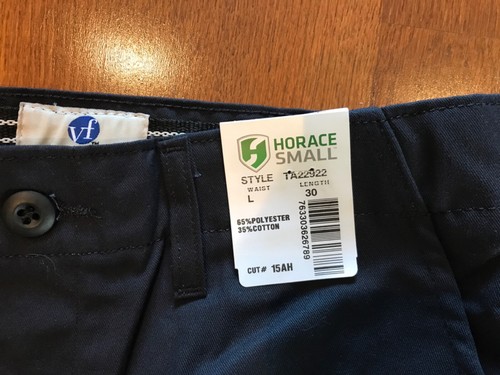 vf
HORACE
SMALL
STYLE TA22922
WAIST LENGTH
L 30
65%POLYESTER
35%COTTON
763303626789
CUT# 15AH